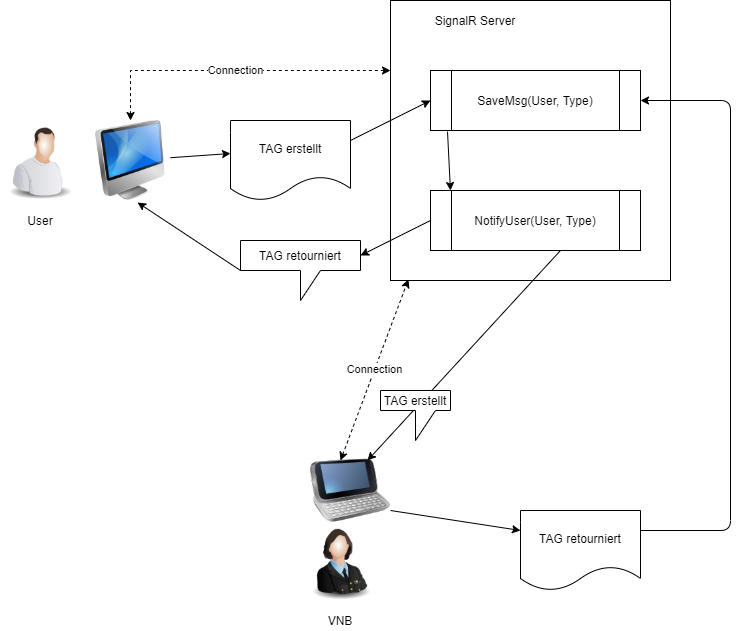 SignalR Server
Connection
SaveMsg(User, Type)
TAG erstellt
User
NotifyUser(User, Type)
TAG retourniert
Connection
TAG erstellt
TAG retourniert
VNB